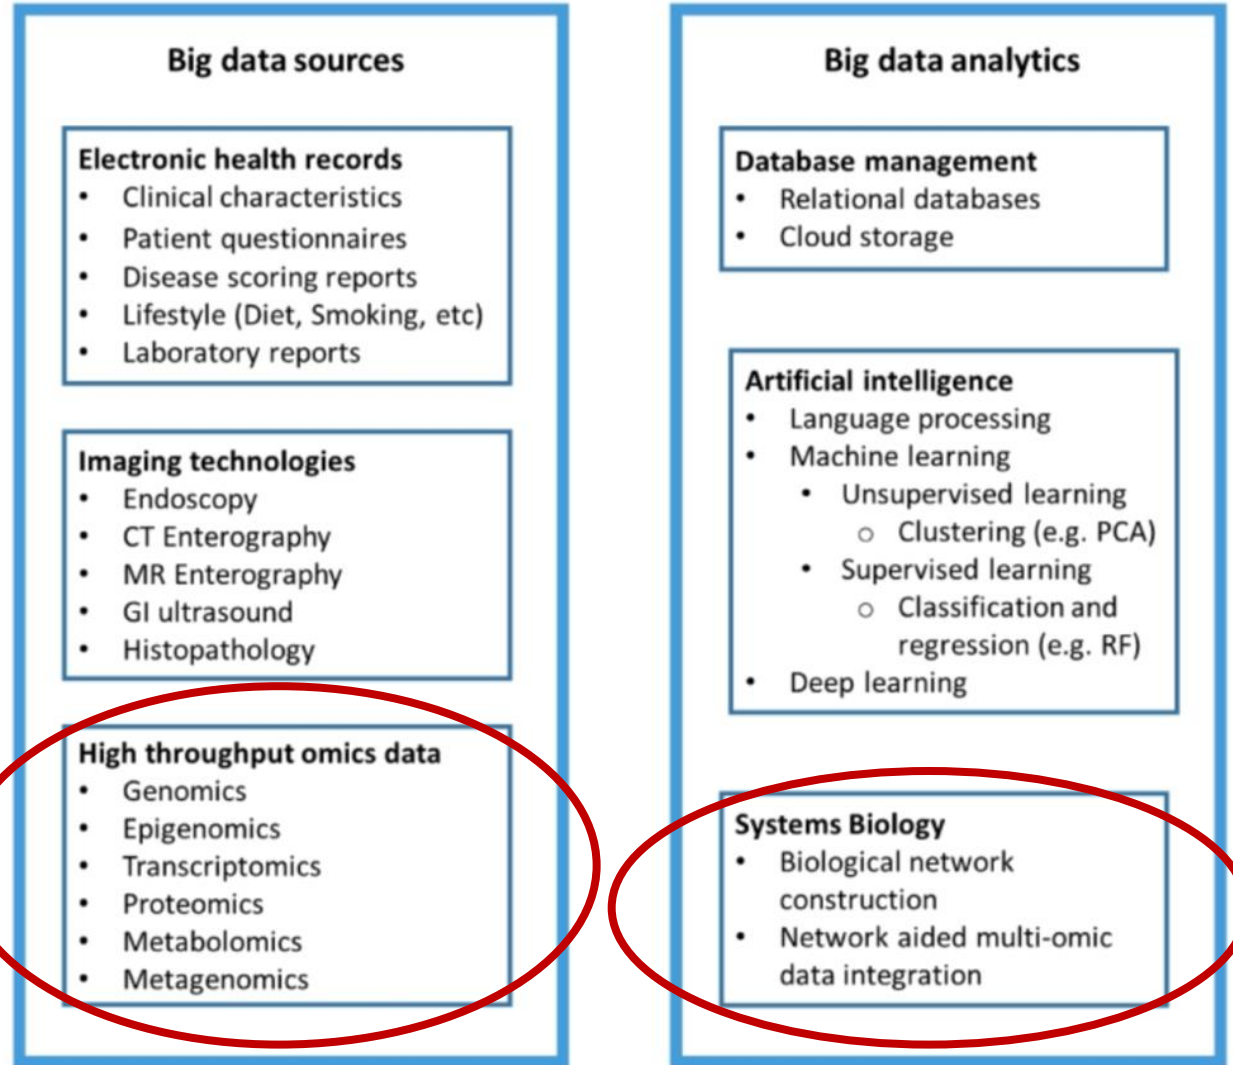 Big data sources
Electronic health records
• Clinical characteristics
• Patient questionnaires
• Disease scoring reports
• Lifestyle (Diet, Smoking, etc)
• Laboratory reports
Imaging technologies
• Endoscopy
• CT Enterography
• MR Enterography
• GI ultrasound
• Histopathology
High throughput omics data
• Genomics
• Epigenomics
• Transcriptomics
• Proteomics
• Metabolomics
• Metagenomics
Big data analytics
Database management
• Relational databases
• Cloud storage
Artificial intelligence
• Language processing
• Machine learning
• Unsupervised learning
o Clustering (e.g. PCA)
• Supervised learning
o Classification and
regression (e.g. RF)
• Deep learning
Systems Biology
• Biological network
construction
• Network aided multi-omic
data integration